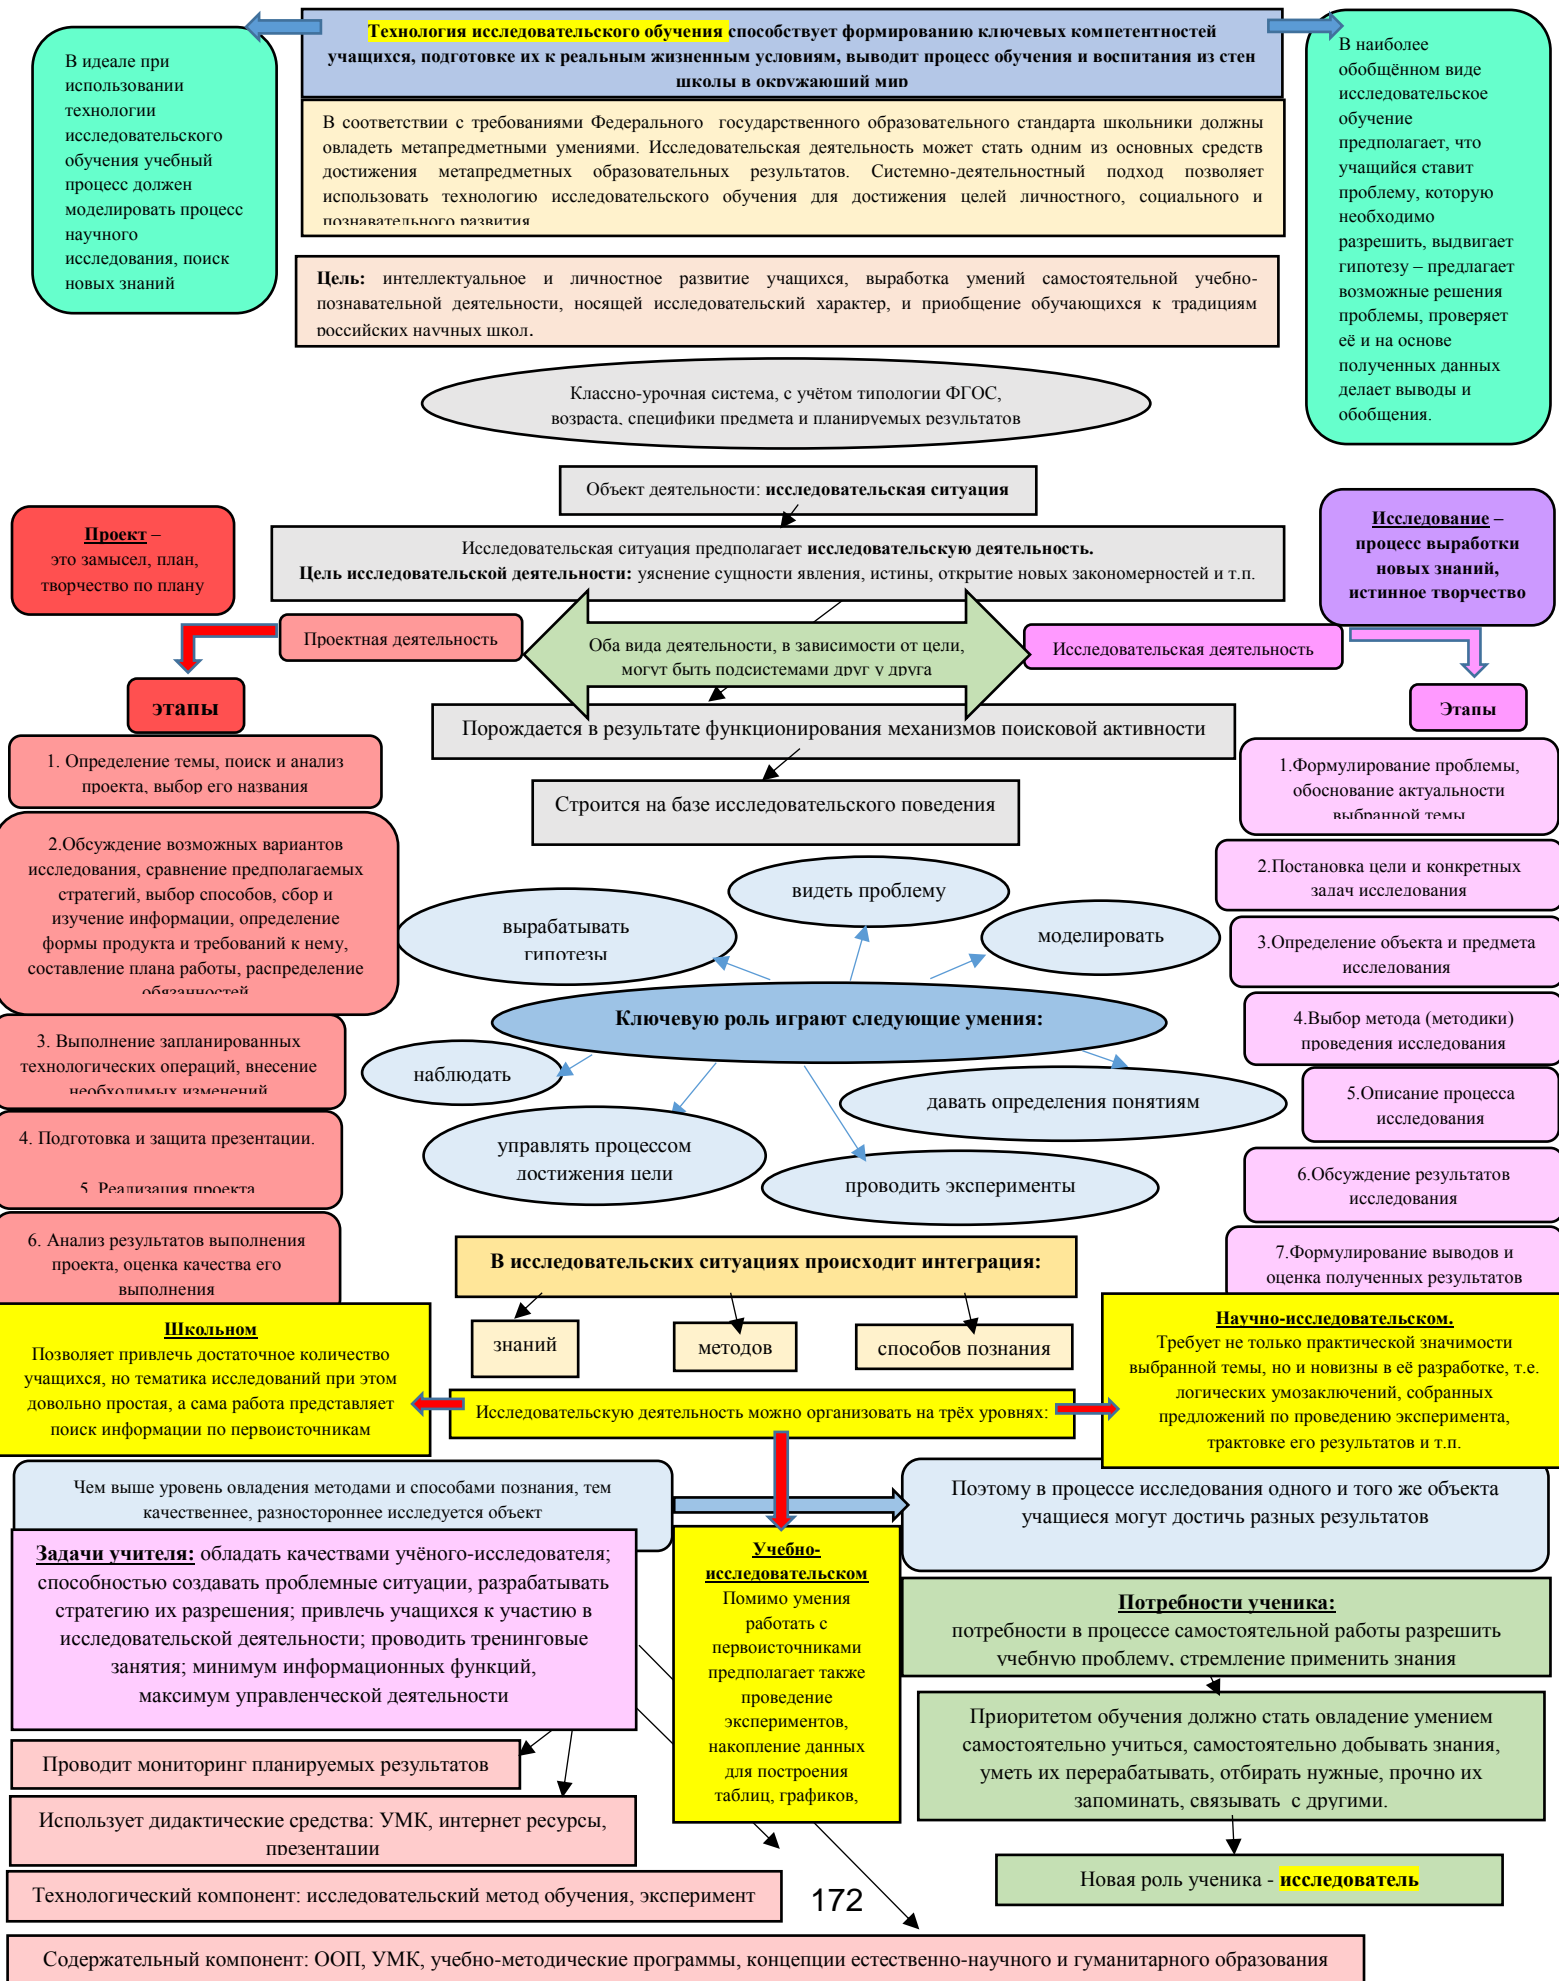 Технология исследовательского обучения способствует формированию ключевых компетентностей
учащихся, подготовке их к реальным жизненным условиям, выводит процесс обучения и воспитания из стен
школы в окружающий мир
В идеале при
использовании
технологии
исследовательского
обучения учебный
процесс должен
моделировать процесс
научного
исследования, поиск
новых знаний
В наиболее
обобщённом виде
исследовательское
обучение
предполагает, что
учащийся ставит
проблему, которую
необходимо
разрешить, выдвигает
гипотезу – предлагает
возможные решения
проблемы, проверяет
её и на основе
полученных данных
делает выводы и
обобщения.
В соответствии с требованиями Федерального государственного образовательного стандарта школьники должны
овладеть метапредметными умениями. Исследовательская деятельность может стать одним из основных средств
достижения метапредметных образовательных результатов. Системно-деятельностный подход позволяет
использовать технологию исследовательского обучения для достижения целей личностного, социального и
познавательного развития
Цель: интеллектуальное и личностное развитие учащихся, выработка умений самостоятельной учебно-
познавательной деятельности, носящей исследовательский характер, и приобщение обучающихся к традициям
российских научных школ.
Классно-урочная система, с учётом типологии ФГОС,
возраста, специфики предмета и планируемых результатов
Объект деятельности: исследовательская ситуация
Исследовательская ситуация предполагает исследовательскую деятельность.
Цель исследовательской деятельности: уяснение сущности явления, истины, открытие новых закономерностей и т.п.
Проект –
это замысел, план,
творчество по плану
Исследование –
процесс выработки
новых знаний,
истинное творчество
Проектная деятельность
Оба вида деятельности, в зависимости от цели,
могут быть подсистемами друг у друга
Исследовательская деятельность
этапы
Этапы
Порождается в результате функционирования механизмов поисковой активности
Строится на базе исследовательского поведения
1. Определение темы, поиск и анализ
проекта, выбор его названия
2.Обсуждение возможных вариантов
исследования, сравнение предполагаемых
стратегий, выбор способов, сбор и
изучение информации, определение
формы продукта и требований к нему,
составление плана работы, распределение
обязанностей
3. Выполнение запланированных
технологических операций, внесение
необходимых изменений
4. Подготовка и защита презентации.
5. Реализация проекта
6. Анализ результатов выполнения
проекта, оценка качества его
выполнения
1.Формулирование проблемы,
обоснование актуальности
выбранной темы
2.Постановка цели и конкретных
задач исследования
3.Определение объекта и предмета
исследования
4.Выбор метода (методики)
проведения исследования
5.Описание процесса
исследования
6.Обсуждение результатов
исследования
7.Формулирование выводов и
оценка полученных результатов
видеть проблему
вырабатывать
гипотезы
моделировать
Ключевую роль играют следующие умения:
наблюдать
давать определения понятиям
управлять процессом
достижения цели
проводить эксперименты
В исследовательских ситуациях происходит интеграция:
знаний
методов
способов познания
Школьном
Позволяет привлечь достаточное количество
учащихся, но тематика исследований при этом
довольно простая, а сама работа представляет
поиск информации по первоисточникам
Исследовательскую деятельность можно организовать на трёх уровнях:
Научно-исследовательском.
Требует не только практической значимости
выбранной темы, но и новизны в её разработке, т.е.
логических умозаключений, собранных
предложений по проведению эксперимента,
трактовке его результатов и т.п.
Чем выше уровень овладения методами и способами познания, тем
качественнее, разностороннее исследуется объект
Поэтому в процессе исследования одного и того же объекта
учащиеся могут достичь разных результатов
Задачи учителя: обладать качествами учёного-исследователя;
способностью создавать проблемные ситуации, разрабатывать
стратегию их разрешения; привлечь учащихся к участию в
исследовательской деятельности; проводить тренинговые
занятия; минимум информационных функций,
максимум управленческой деятельности
Учебно-
исследовательском
Помимо умения
работать с
первоисточниками
предполагает также
проведение
экспериментов,
накопление данных
для построения
таблиц, графиков,
Потребности ученика:
потребности в процессе самостоятельной работы разрешить
учебную проблему, стремление применить знания
Приоритетом обучения должно стать овладение умением
самостоятельно учиться, самостоятельно добывать знания,
уметь их перерабатывать, отбирать нужные, прочно их
запоминать, связывать с другими.
Новая роль ученика - исследователь
Проводит мониторинг планируемых результатов
Использует дидактические средства: УМК, интернет ресурсы,
презентации
Технологический компонент: исследовательский метод обучения, эксперимент
172
Содержательный компонент: ООП, УМК, учебно-методические программы, концепции естественно-научного и гуманитарного образования